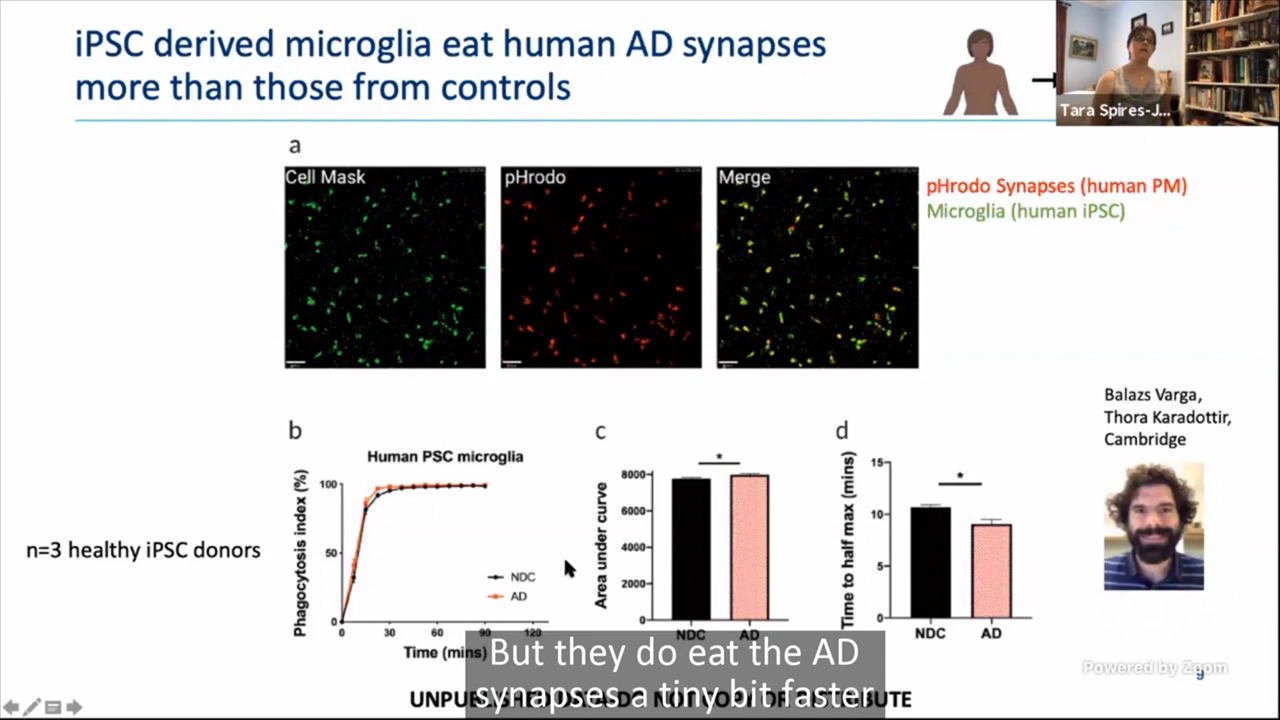 iPSC derived microglia eat human AD synapses
more than those from controls
Tara Spires-J...
a
Cell Mask
pHrodo
Merge
pHrodo Synapses (human PM)
Microglia (human iPSC)
Balazs Varga,
Thora Karadottir,
Cambridge
b
Human PSC microglia
Phagocytosis index (%)
100
50
0
0 30 60 90 120
Time (mins)
NDC
AD
c
*
Area under curve
8000
6000
4000
2000
0
NDC AD
d
*
Time to half max (mins)
15
10
5
0
NDC AD
n=3 healthy iPSC donors
But they do eat the AD
synapses a tiny bit faster
UNPUBLISHED
Powered by Zoom
9